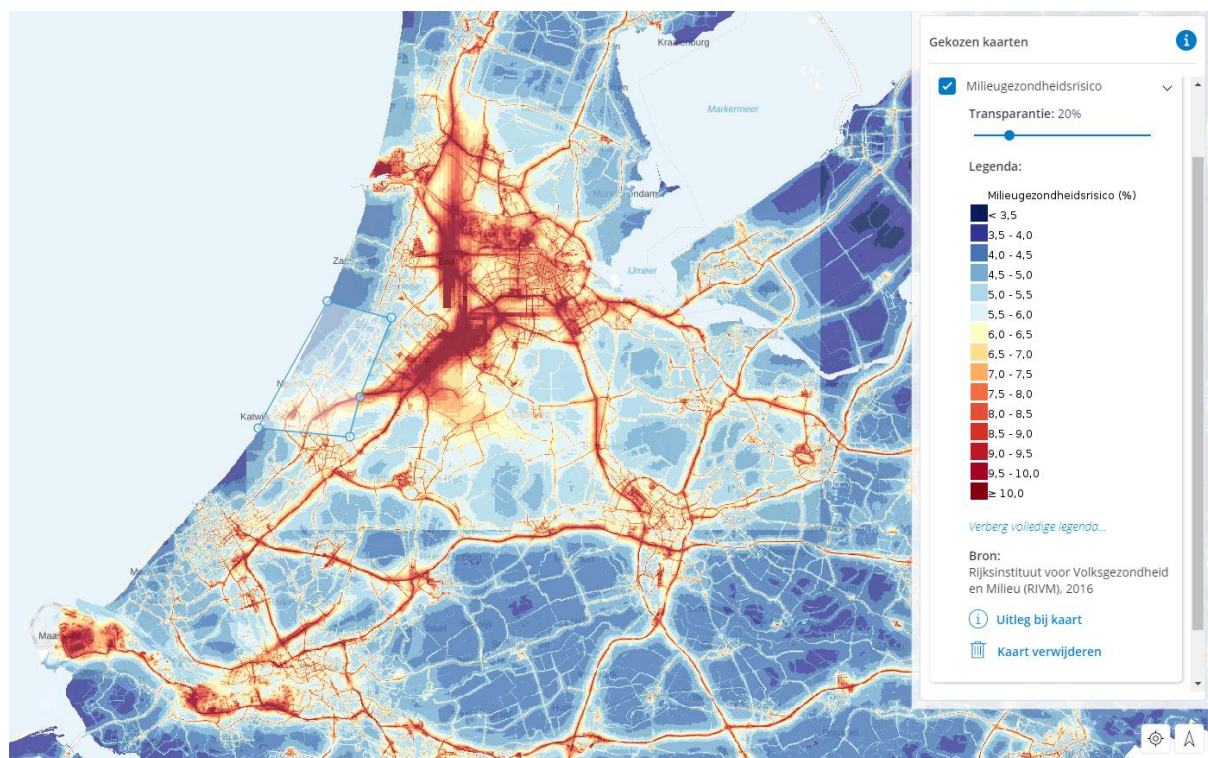 Kra enburg
Markermeer
IJmeer
Katwi
Gekozen kaarten
Milieugezondheidsrisico
Transparantie: 20%
Legenda:
Milieugezondheidsrisico (%)
< 3,5
3,5 - 4,0
4,0 - 4,5
4,5 - 5,0
5,0 - 5,5
5,5 - 6,0
6,0 - 6,5
6,5 - 7,0
7,0 - 7,5
7,5 - 8,0
8,0 - 8,5
8,5 - 9,0
9,0 - 9,5
9,5 - 10,0
≥ 10,0
Verberg volledige legenda...
Bron:
Rijksinstituut voor Volksgezondheid
en Milieu (RIVM), 2016
Uitleg bij kaart
Kaart verwijderen